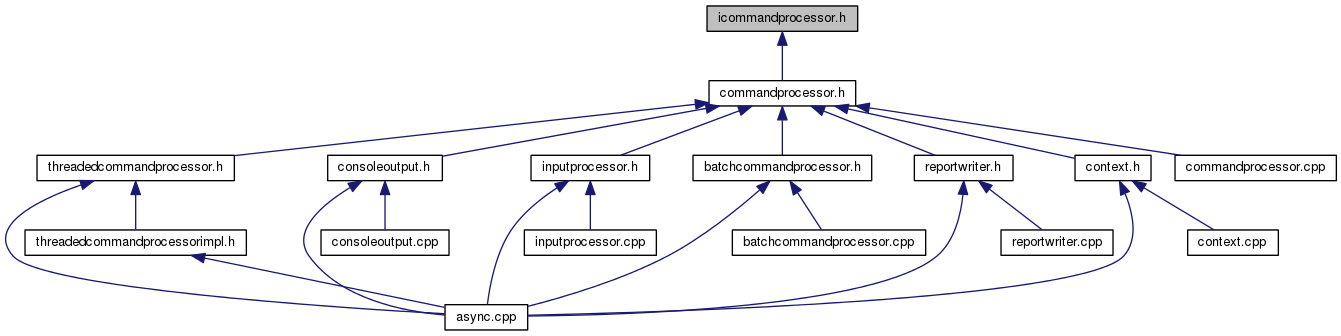 icommandprocessor.h
commandprocessor.h
threadedcommandprocessor.h
consoleoutput.h
inputprocessor.h
batchcommandprocessor.h
reportwriter.h
context.h
commandprocessor.cpp
threadedcommandprocessorimpl.h
consoleoutput.cpp
inputprocessor.cpp
batchcommandprocessor.cpp
reportwriter.cpp
context.cpp
async.cpp